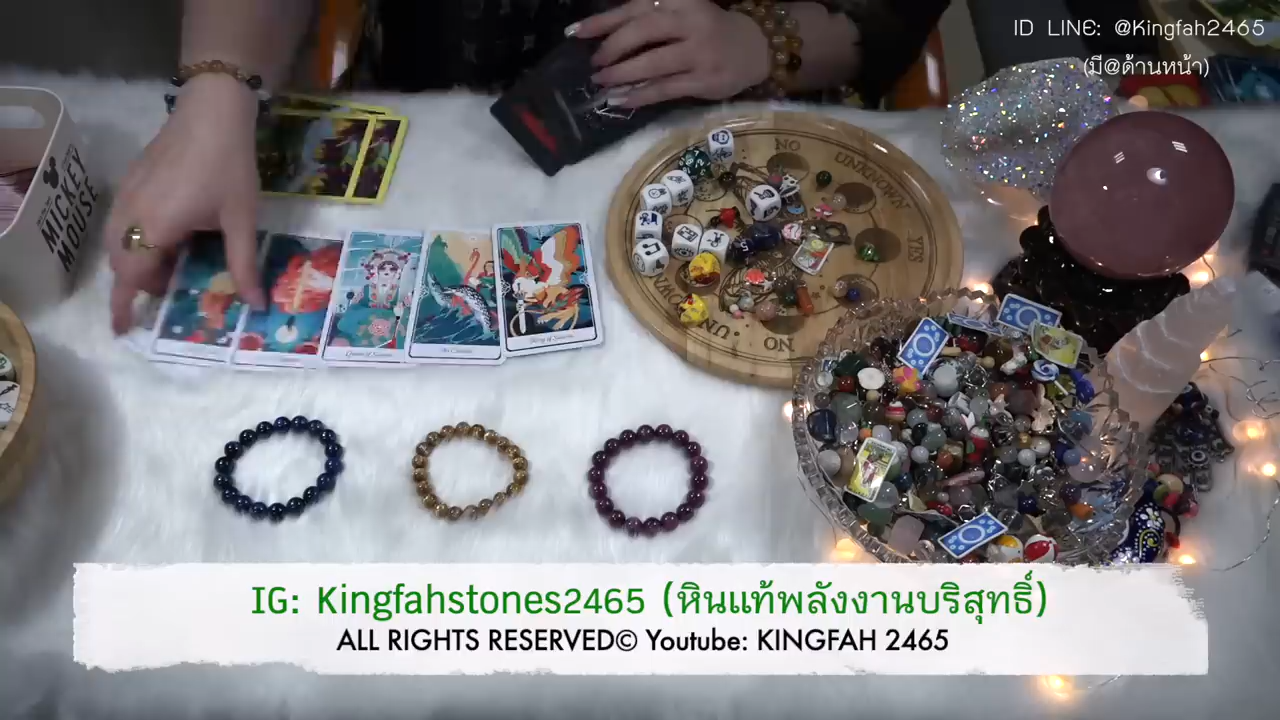 ID LINE: @Kingfah2465
(มี@ด้านหน้า)
MICKEY
MOUSE
NO
UNKNOWN
YES
NO
IG: Kingfahstones2465 (หินแท้พลังงานบริสุทธิ์)
ALL RIGHTS RESERVED© Youtube: KINGFAH 2465